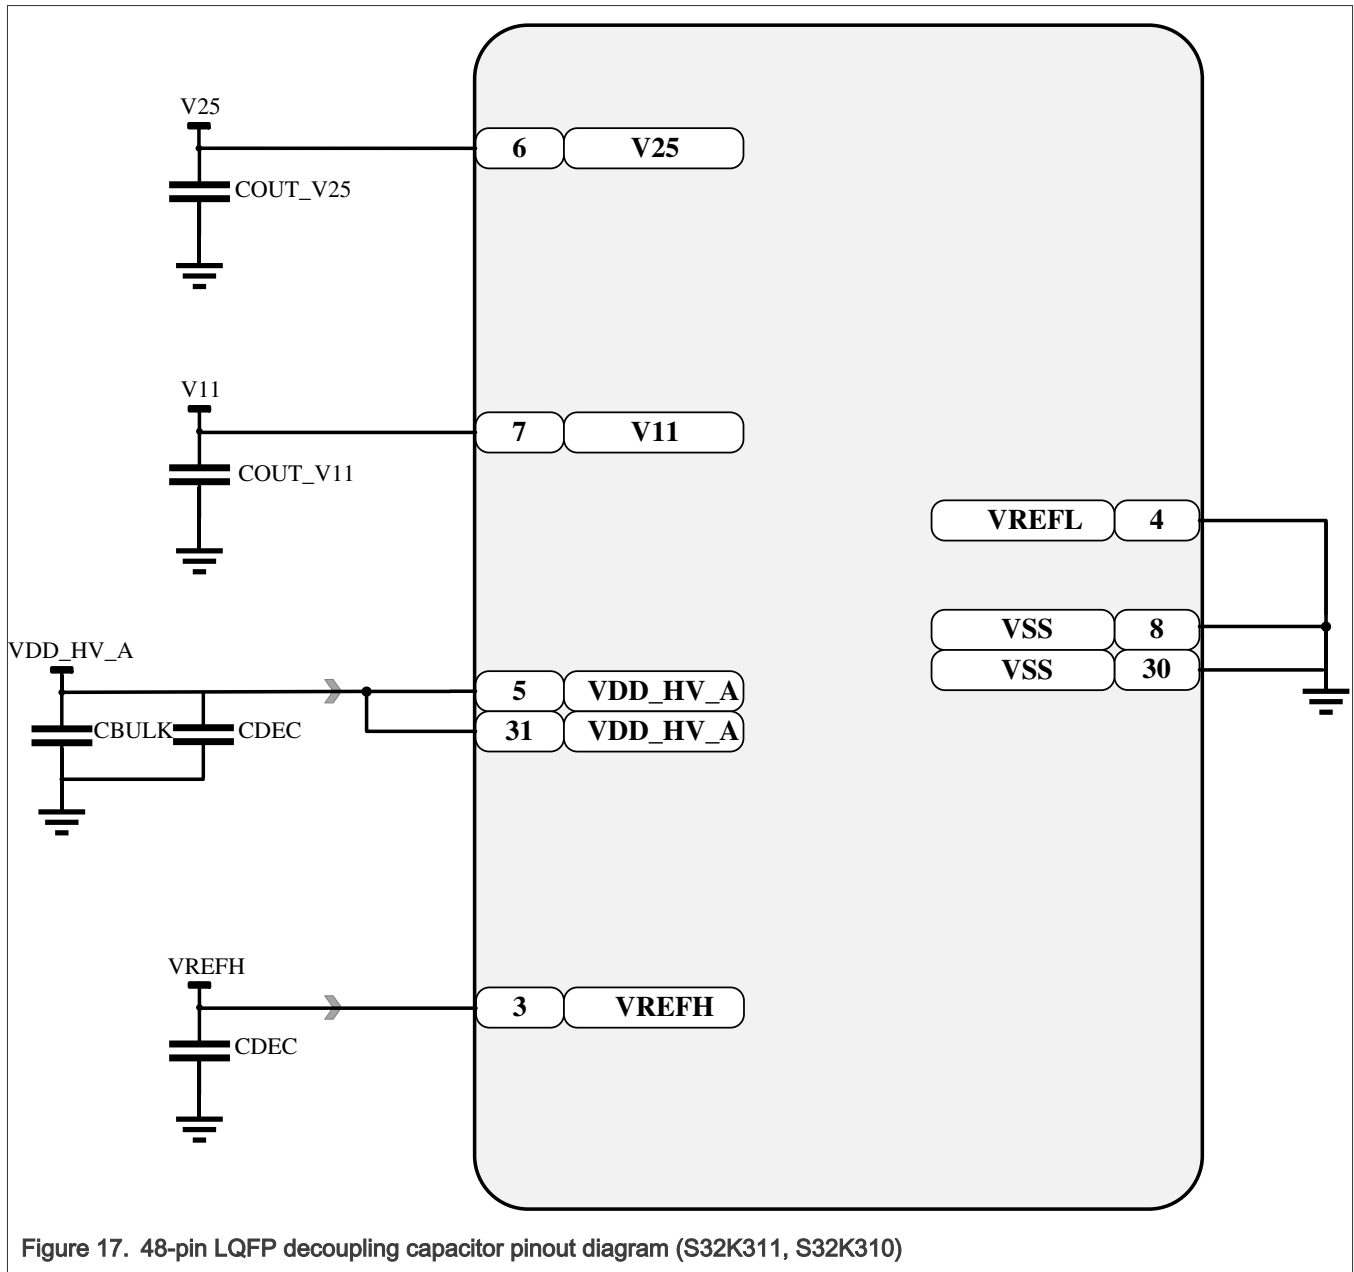 V25
6 V25
COUT_V25
V11
7 V11
COUT_V11
VREFL 4
VSS 8
VSS 30
VDD_HV_A
5 VDD_HV_A
31 VDD_HV_A
CBULK CDEC
VREFH
3 VREFH
CDEC
Figure 17. 48-pin LQFP decoupling capacitor pinout diagram (S32K311, S32K310)